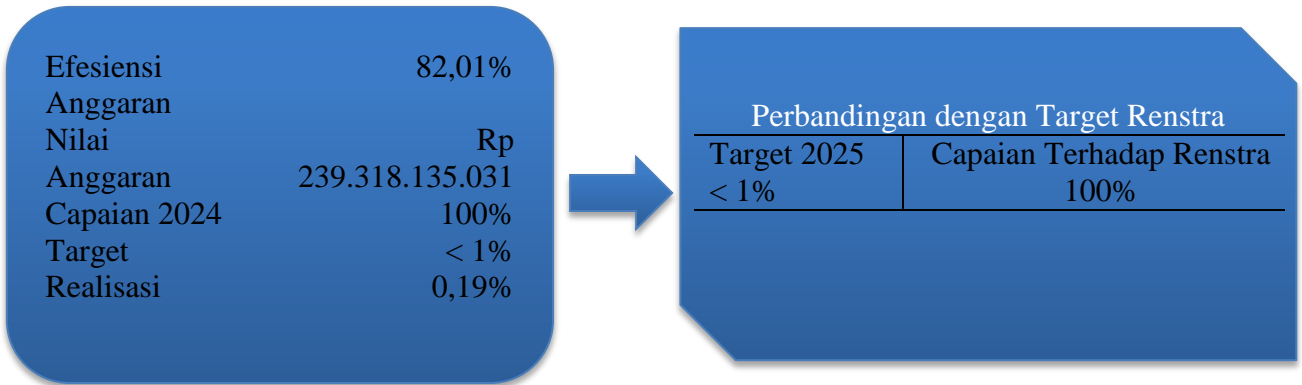 Efesiensi 82,01%
Anggaran
Nilai Rp
Anggaran 239.318.135.031
Capaian 2024 100%
Target < 1%
Realisasi 0,19%
Perbandingan dengan Target Renstra
Target 2025 Capaian Terhadap Renstra
< 1% 100%